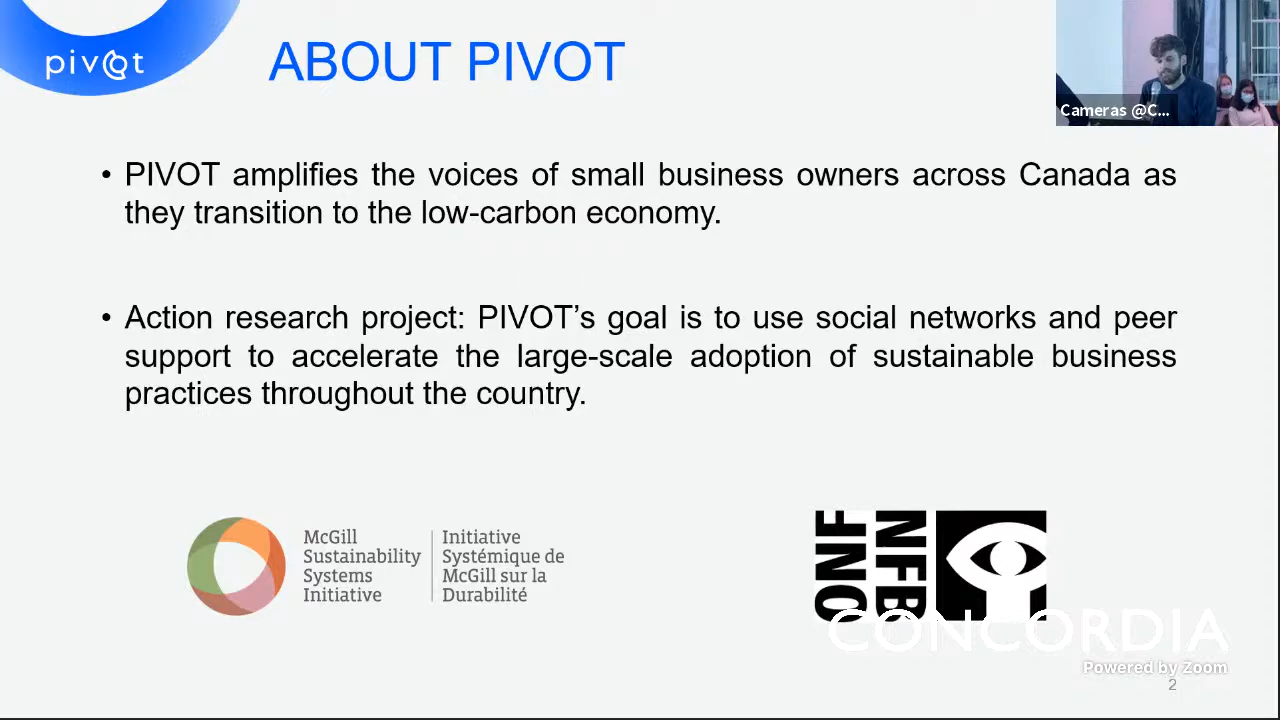 pivot
ABOUT PIVOT
Cameras @C...
• PIVOT amplifies the voices of small business owners across Canada as
they transition to the low-carbon economy.
• Action research project: PIVOT’s goal is to use social networks and peer
support to accelerate the large-scale adoption of sustainable business
practices throughout the country.
McGill
Sustainability
Systems
Initiative
Initiative
Systémique de
McGill sur la
Durabilité
ONF
NFB
CONCORDIA
Powered by Zoom
2